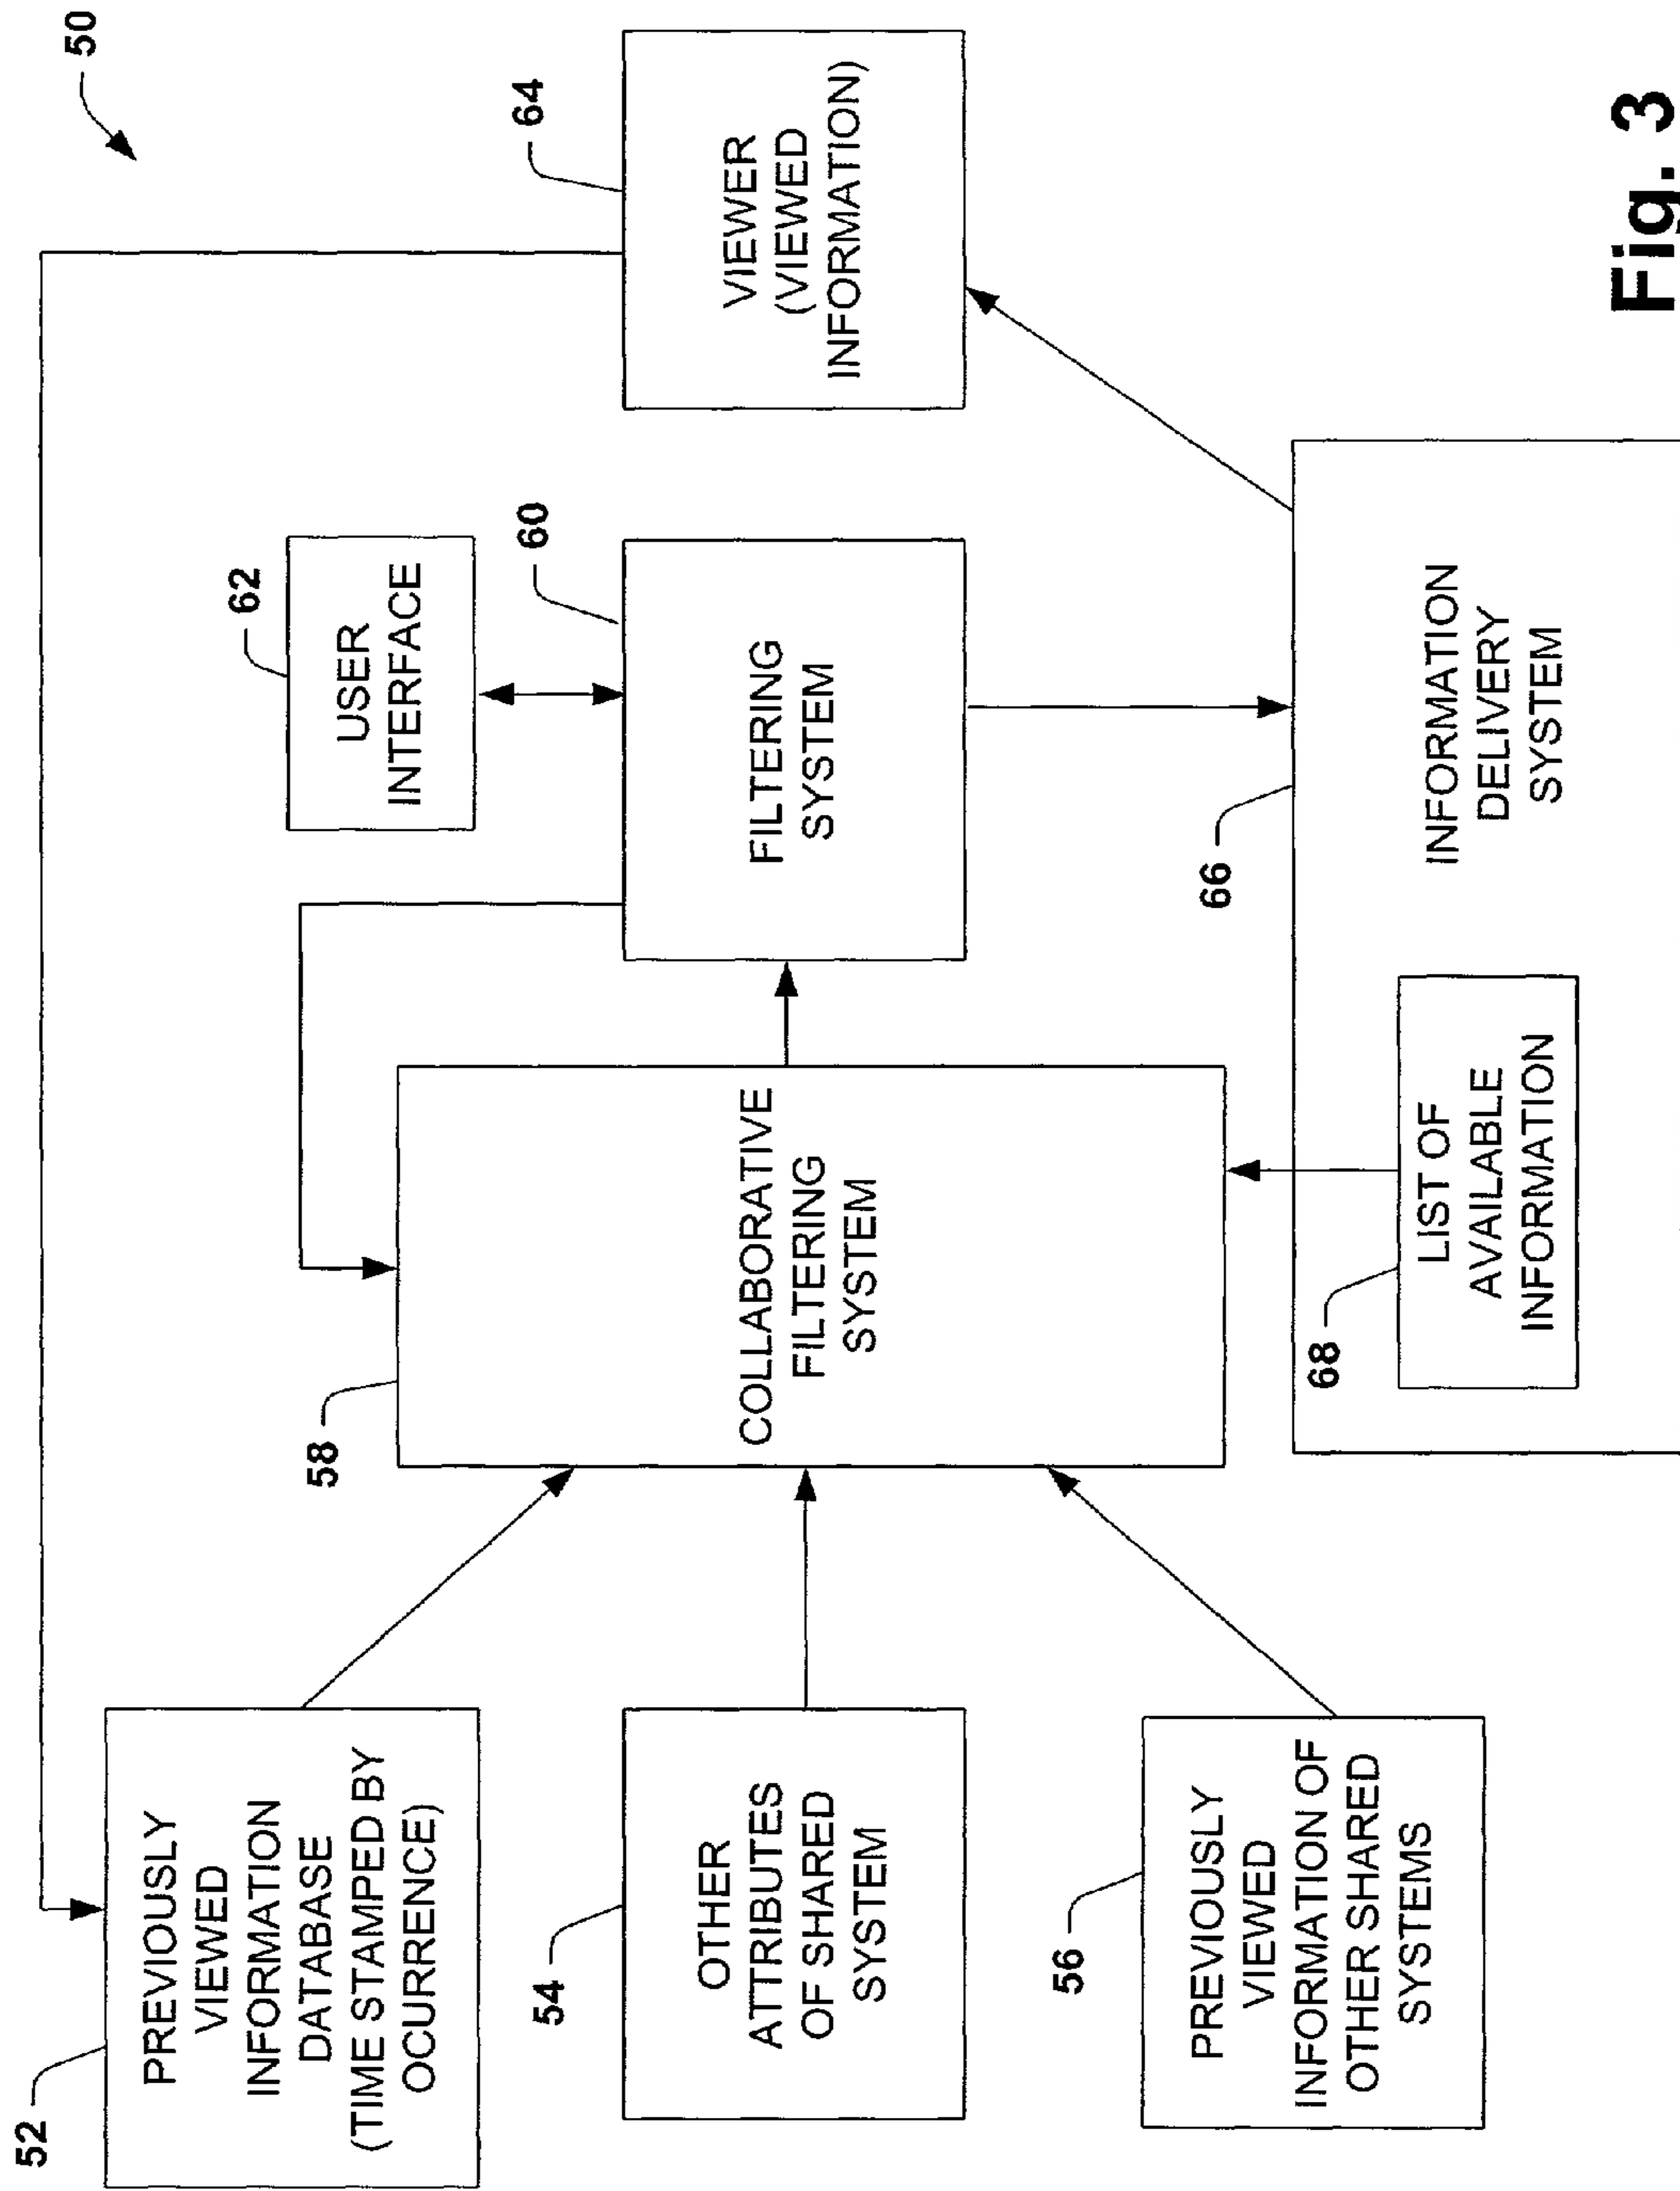 50
52
PREVIOUSLY
VIEWED
INFORMATION
DATABASE
(TIME STAMPED BY
OCURRENCE)
54
OTHER
ATTRIBUTES
OF SHARED
SYSTEM
56
PREVIOUSLY
VIEWED
INFORMATION OF
OTHER SHARED
SYSTEMS
58
COLLABORATIVE
FILTERING
SYSTEM
62
USER
INTERFACE
60
FILTERING
SYSTEM
64
VIEWER
(VIEWED
INFORMATION)
66
INFORMATION
DELIVERY
SYSTEM
68
LIST OF
AVAILABLE
INFORMATION
Fig. 3